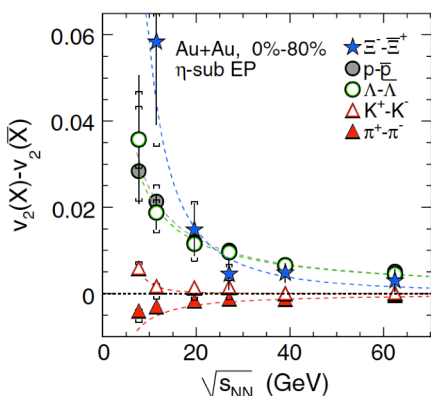 0.06
0.04
0.02
0
v₂(X)-v₂(X̅)
Au+Au, 0%-80%
η-sub EP
Ξ⁻-Ξ̅⁺
p-p̅
Λ-Λ̅
K⁺-K⁻
π⁺-π⁻
0 20 40 60
√sNN (GeV)